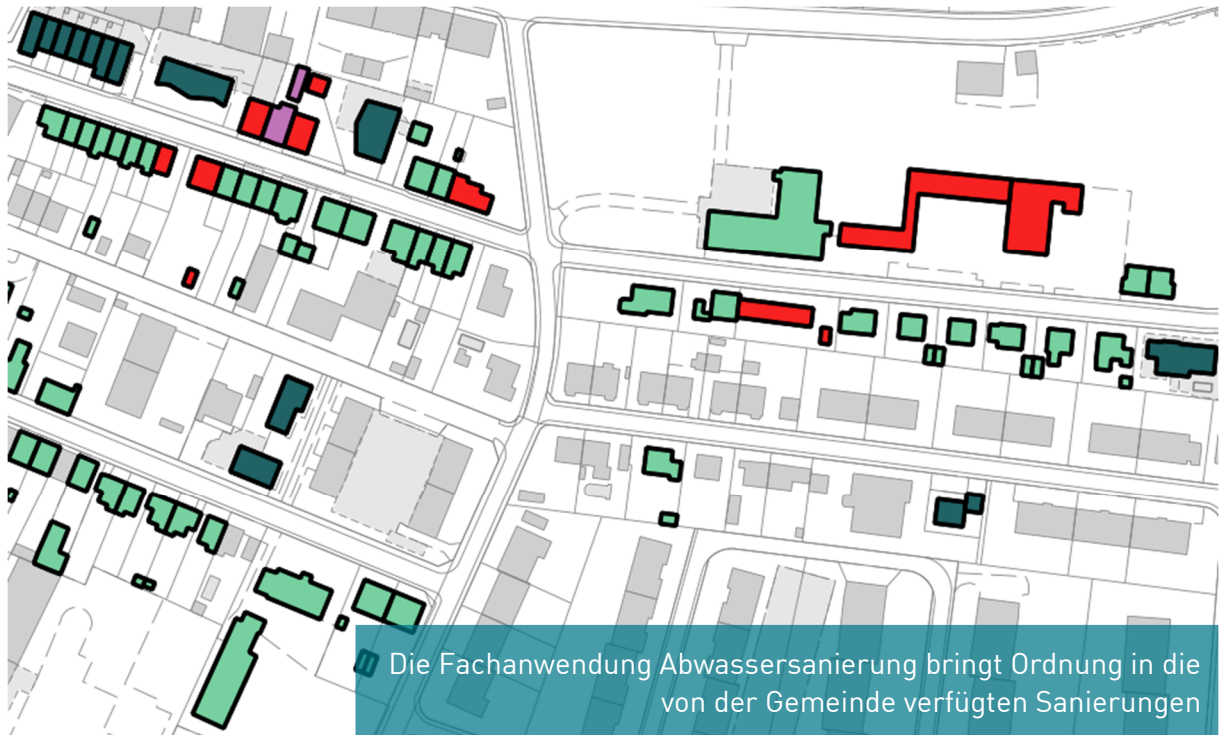 Die Fachanwendung Abwassersanierung bringt Ordnung in die
von der Gemeinde verfügten Sanierungen